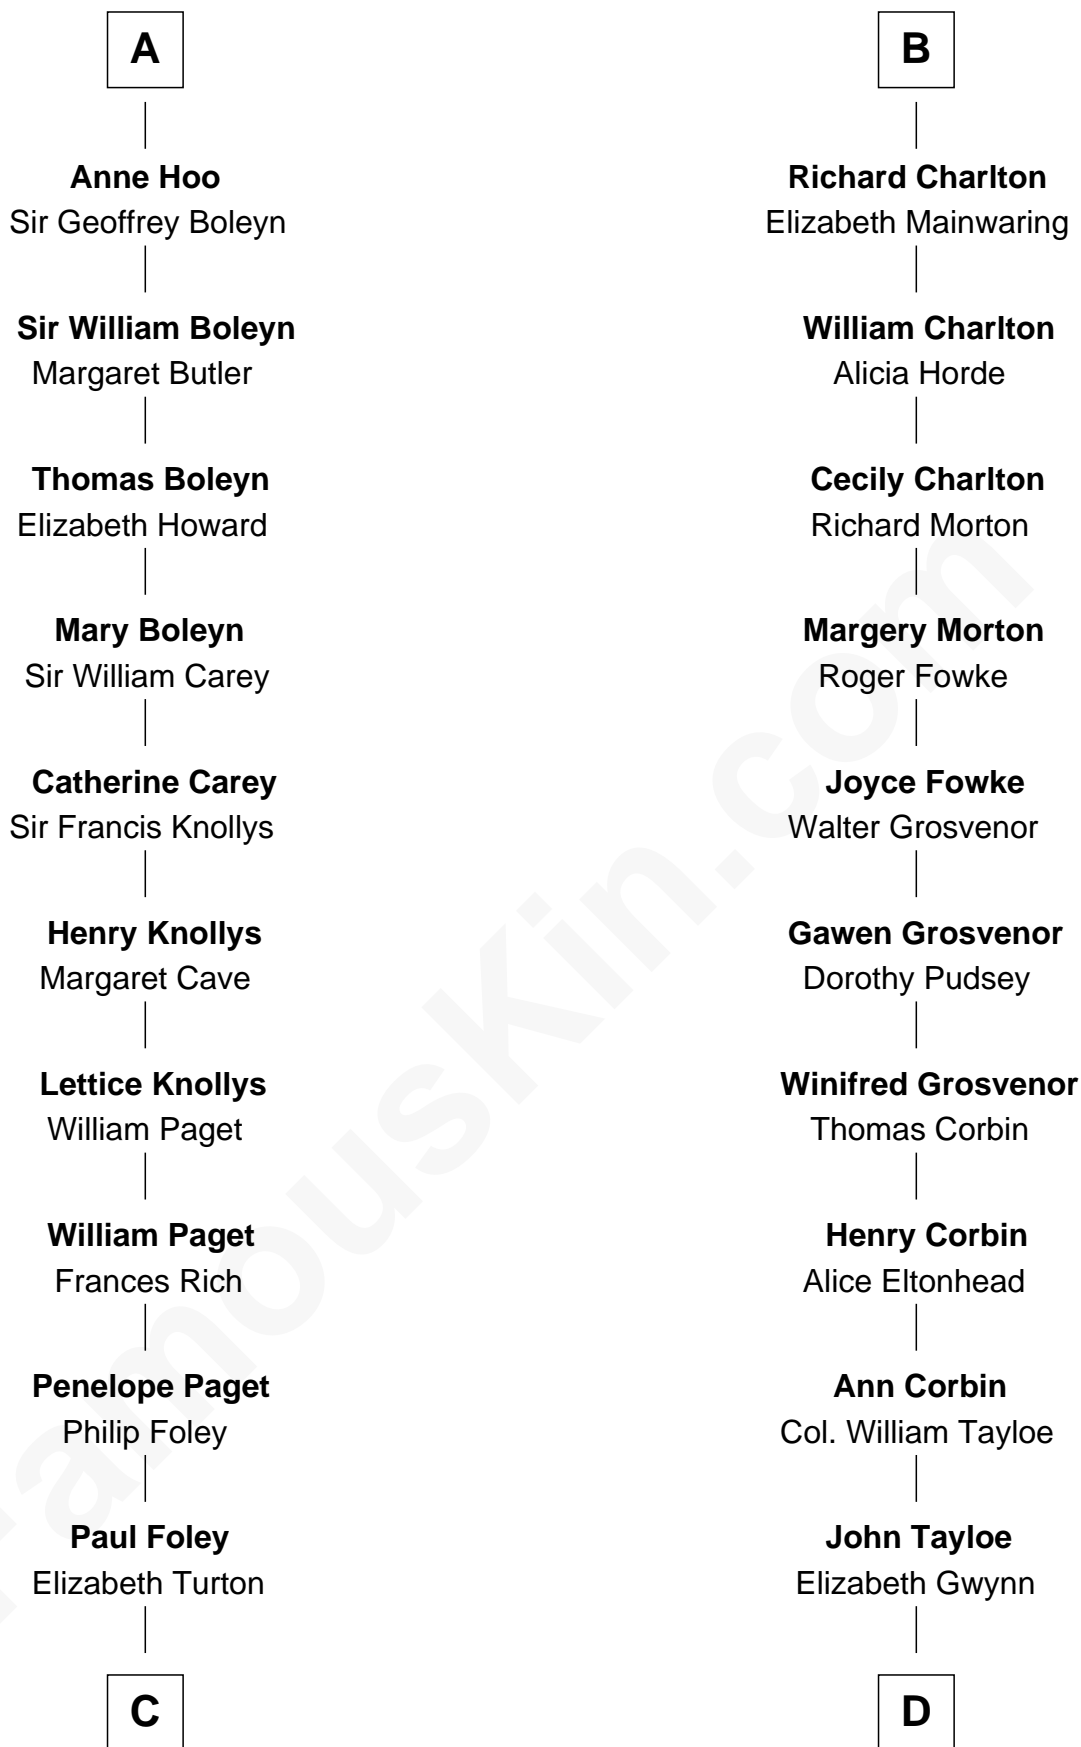 A
Anne Hoo
Sir Geoffrey Boleyn
Sir William Boleyn
Margaret Butler
Thomas Boleyn
Elizabeth Howard
Mary Boleyn
Sir William Carey
Catherine Carey
Sir Francis Knollys
Henry Knollys
Margaret Cave
Lettice Knollys
William Paget
William Paget
Frances Rich
Penelope Paget
Philip Foley
Paul Foley
Elizabeth Turton
C
B
Richard Charlton
Elizabeth Mainwaring
William Charlton
Alicia Horde
Cecily Charlton
Richard Morton
Margery Morton
Roger Fowke
Joyce Fowke
Walter Grosvenor
Gawen Grosvenor
Dorothy Pudsey
Winifred Grosvenor
Thomas Corbin
Henry Corbin
Alice Eltonhead
Ann Corbin
Col. William Tayloe
John Tayloe
Elizabeth Gwynn
D
FamousKin.com